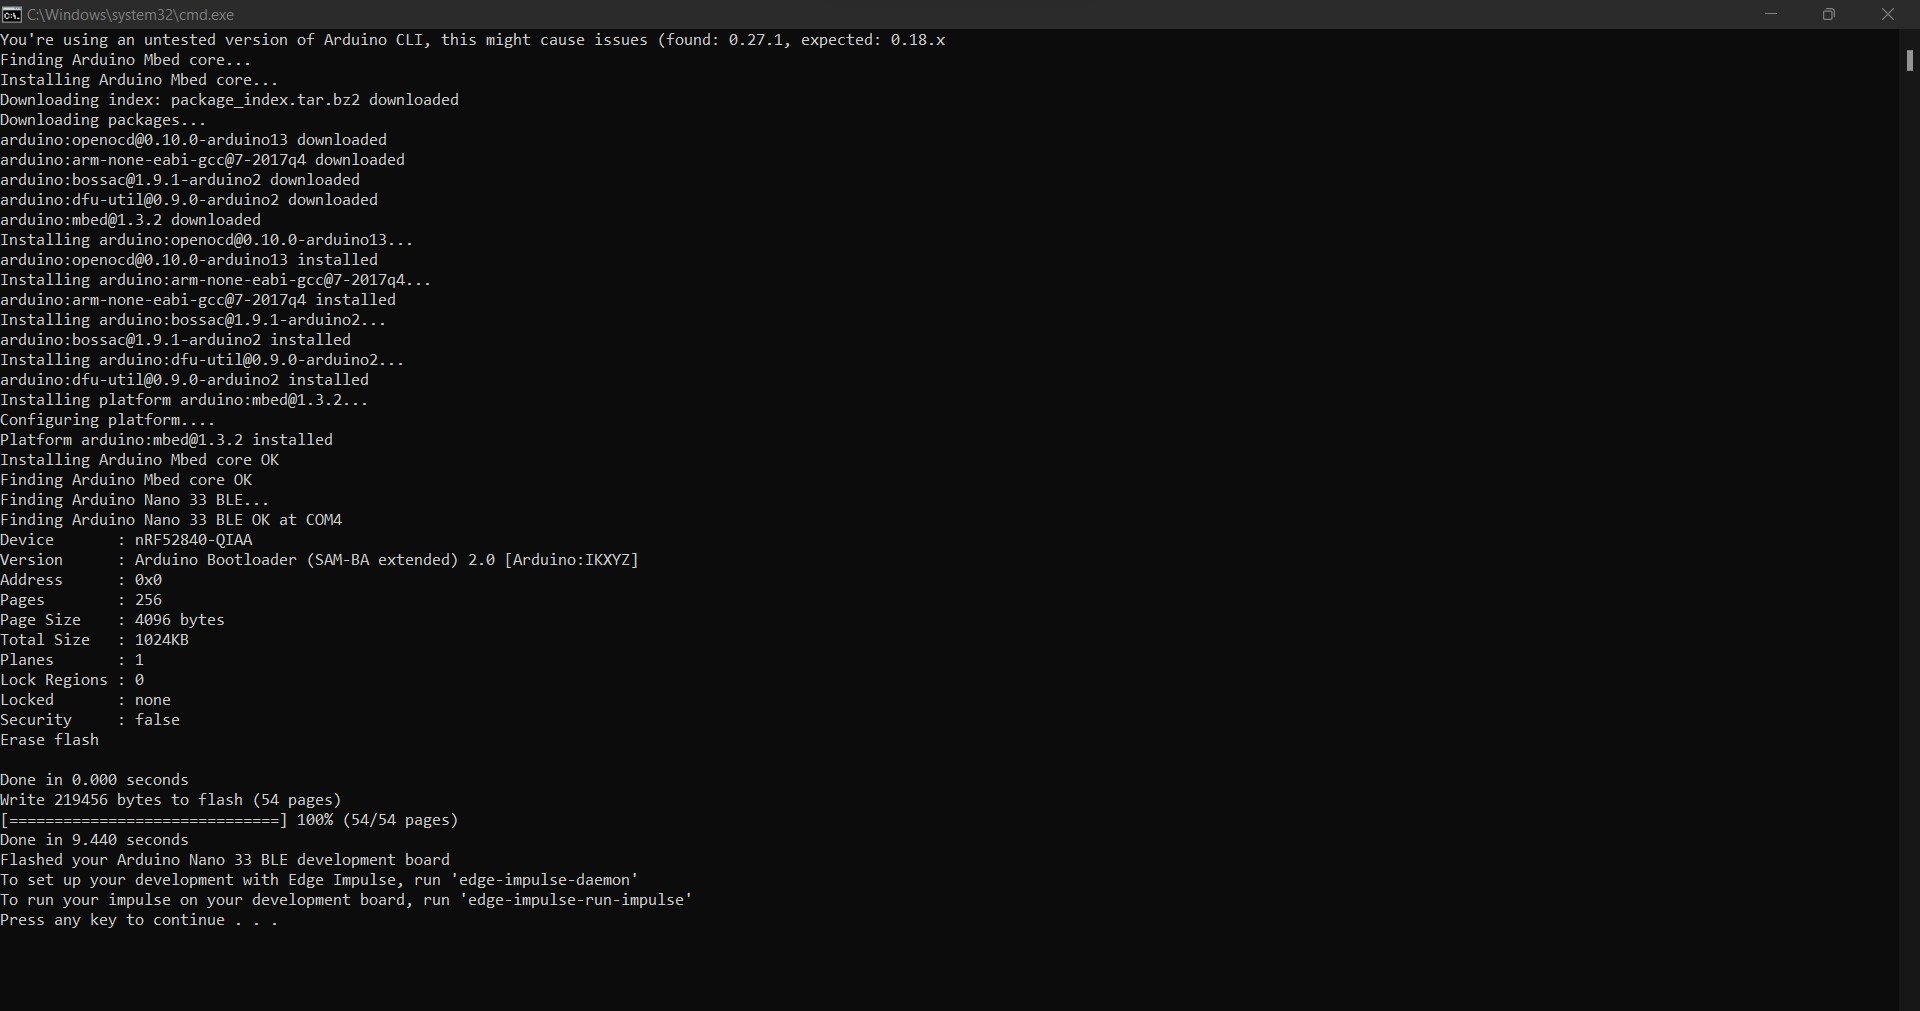 C:\Windows\system32\cmd.exe
You're using an untested version of Arduino CLI, this might cause issues (found: 0.27.1, expected: 0.18.x
Finding Arduino Mbed core...
Installing Arduino Mbed core...
Downloading index: package_index.tar.bz2 downloaded
Downloading packages...
arduino:openocd@0.10.0-arduino13 downloaded
arduino:arm-none-eabi-gcc@7-2017q4 downloaded
arduino:bossac@1.9.1-arduino2 downloaded
arduino:dfu-util@0.9.0-arduino2 downloaded
arduino:mbed@1.3.2 downloaded
Installing arduino:openocd@0.10.0-arduino13...
arduino:openocd@0.10.0-arduino13 installed
Installing arduino:arm-none-eabi-gcc@7-2017q4...
arduino:arm-none-eabi-gcc@7-2017q4 installed
Installing arduino:bossac@1.9.1-arduino2...
arduino:bossac@1.9.1-arduino2 installed
Installing arduino:dfu-util@0.9.0-arduino2...
arduino:dfu-util@0.9.0-arduino2 installed
Installing platform arduino:mbed@1.3.2...
Configuring platform....
Platform arduino:mbed@1.3.2 installed
Installing Arduino Mbed core OK
Finding Arduino Mbed core OK
Finding Arduino Nano 33 BLE...
Finding Arduino Nano 33 BLE OK at COM4
Device       : nRF52840-QIAA
Version      : Arduino Bootloader (SAM-BA extended) 2.0 [Arduino:IKXYZ]
Address      : 0x0
Pages        : 256
Page Size    : 4096 bytes
Total Size   : 1024KB
Planes       : 1
Lock Regions : 0
Locked       : none
Security     : false
Erase flash
Done in 0.000 seconds
Write 219456 bytes to flash (54 pages)
[==============================] 100% (54/54 pages)
Done in 9.440 seconds
Flashed your Arduino Nano 33 BLE development board
To set up your development with Edge Impulse, run 'edge-impulse-daemon'
To run your impulse on your development board, run 'edge-impulse-run-impulse'
Press any key to continue . . .